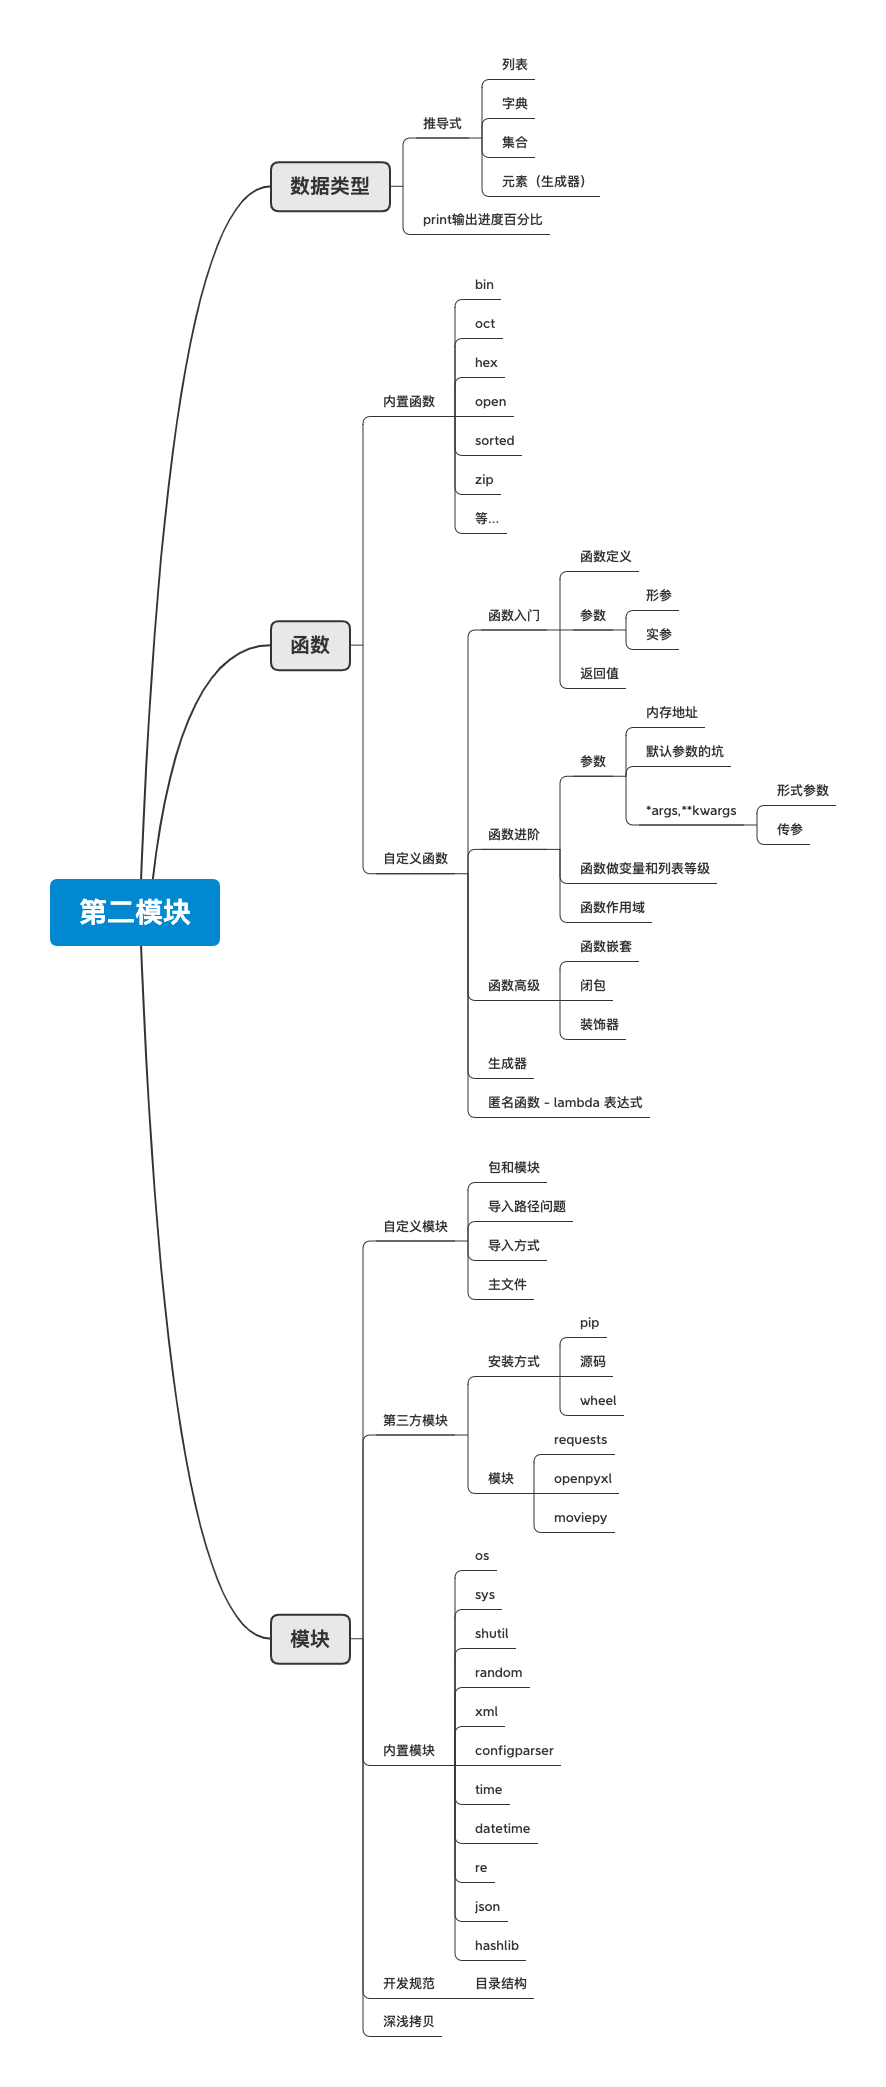 第二模块
数据类型
推导式
列表
字典
集合
元素（生成器）
print输出进度百分比
函数
内置函数
bin
oct
hex
open
sorted
zip
等...
自定义函数
函数入门
函数定义
参数
形参
实参
返回值
函数进阶
参数
内存地址
默认参数的坑
*args,**kwargs
形式参数
传参
函数做变量和列表等级
函数作用域
函数高级
函数嵌套
闭包
装饰器
生成器
匿名函数 - lambda 表达式
模块
自定义模块
包和模块
导入路径问题
导入方式
主文件
第三方模块
安装方式
pip
源码
wheel
模块
requests
openpyxl
moviepy
内置模块
os
sys
shutil
random
xml
configparser
time
datetime
re
json
hashlib
开发规范
目录结构
深浅拷贝